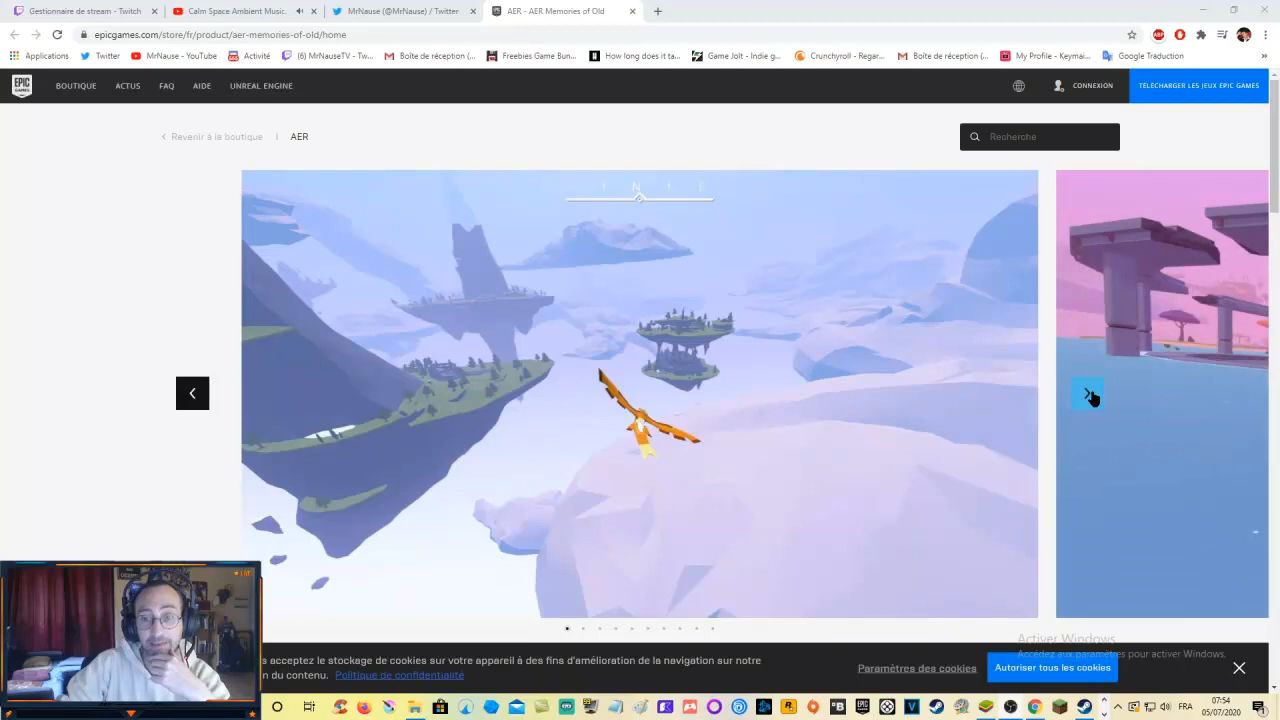 Gestionnaire de stream - Twitch
Calm Space Ambient Music.
MrNause (@MrNause) / Twitter
AER - AER Memories of Old
epicgames.com/store/fr/product/aer-memories-of-old/home
Applications
Twitter
MrNause - YouTube
Activité
(6) MrNauseTV - Tw...
Boîte de réception (...
Freebies Game Bun...
How long does it ta...
Game Jolt - Indie g...
Crunchyroll - Regar...
Boîte de réception (...
My Profile - Keymai...
Google Traduction
EPIC GAMES
BOUTIQUE
ACTUS
FAQ
AIDE
UNREAL ENGINE
CONNEXION
TÉLÉCHARGER LES JEUX EPIC GAMES
Revenir à la boutique
AER
Recherche
N
LIVE
Activer Windows
Accédez aux paramètres pour activer Windows.
s acceptez le stockage de cookies sur votre appareil à des fins d'amélioration de la navigation sur notre
n du contenu. Politique de confidentialité
Paramètres des cookies
Autoriser tous les cookies
FRA
07:54
05/07/2020